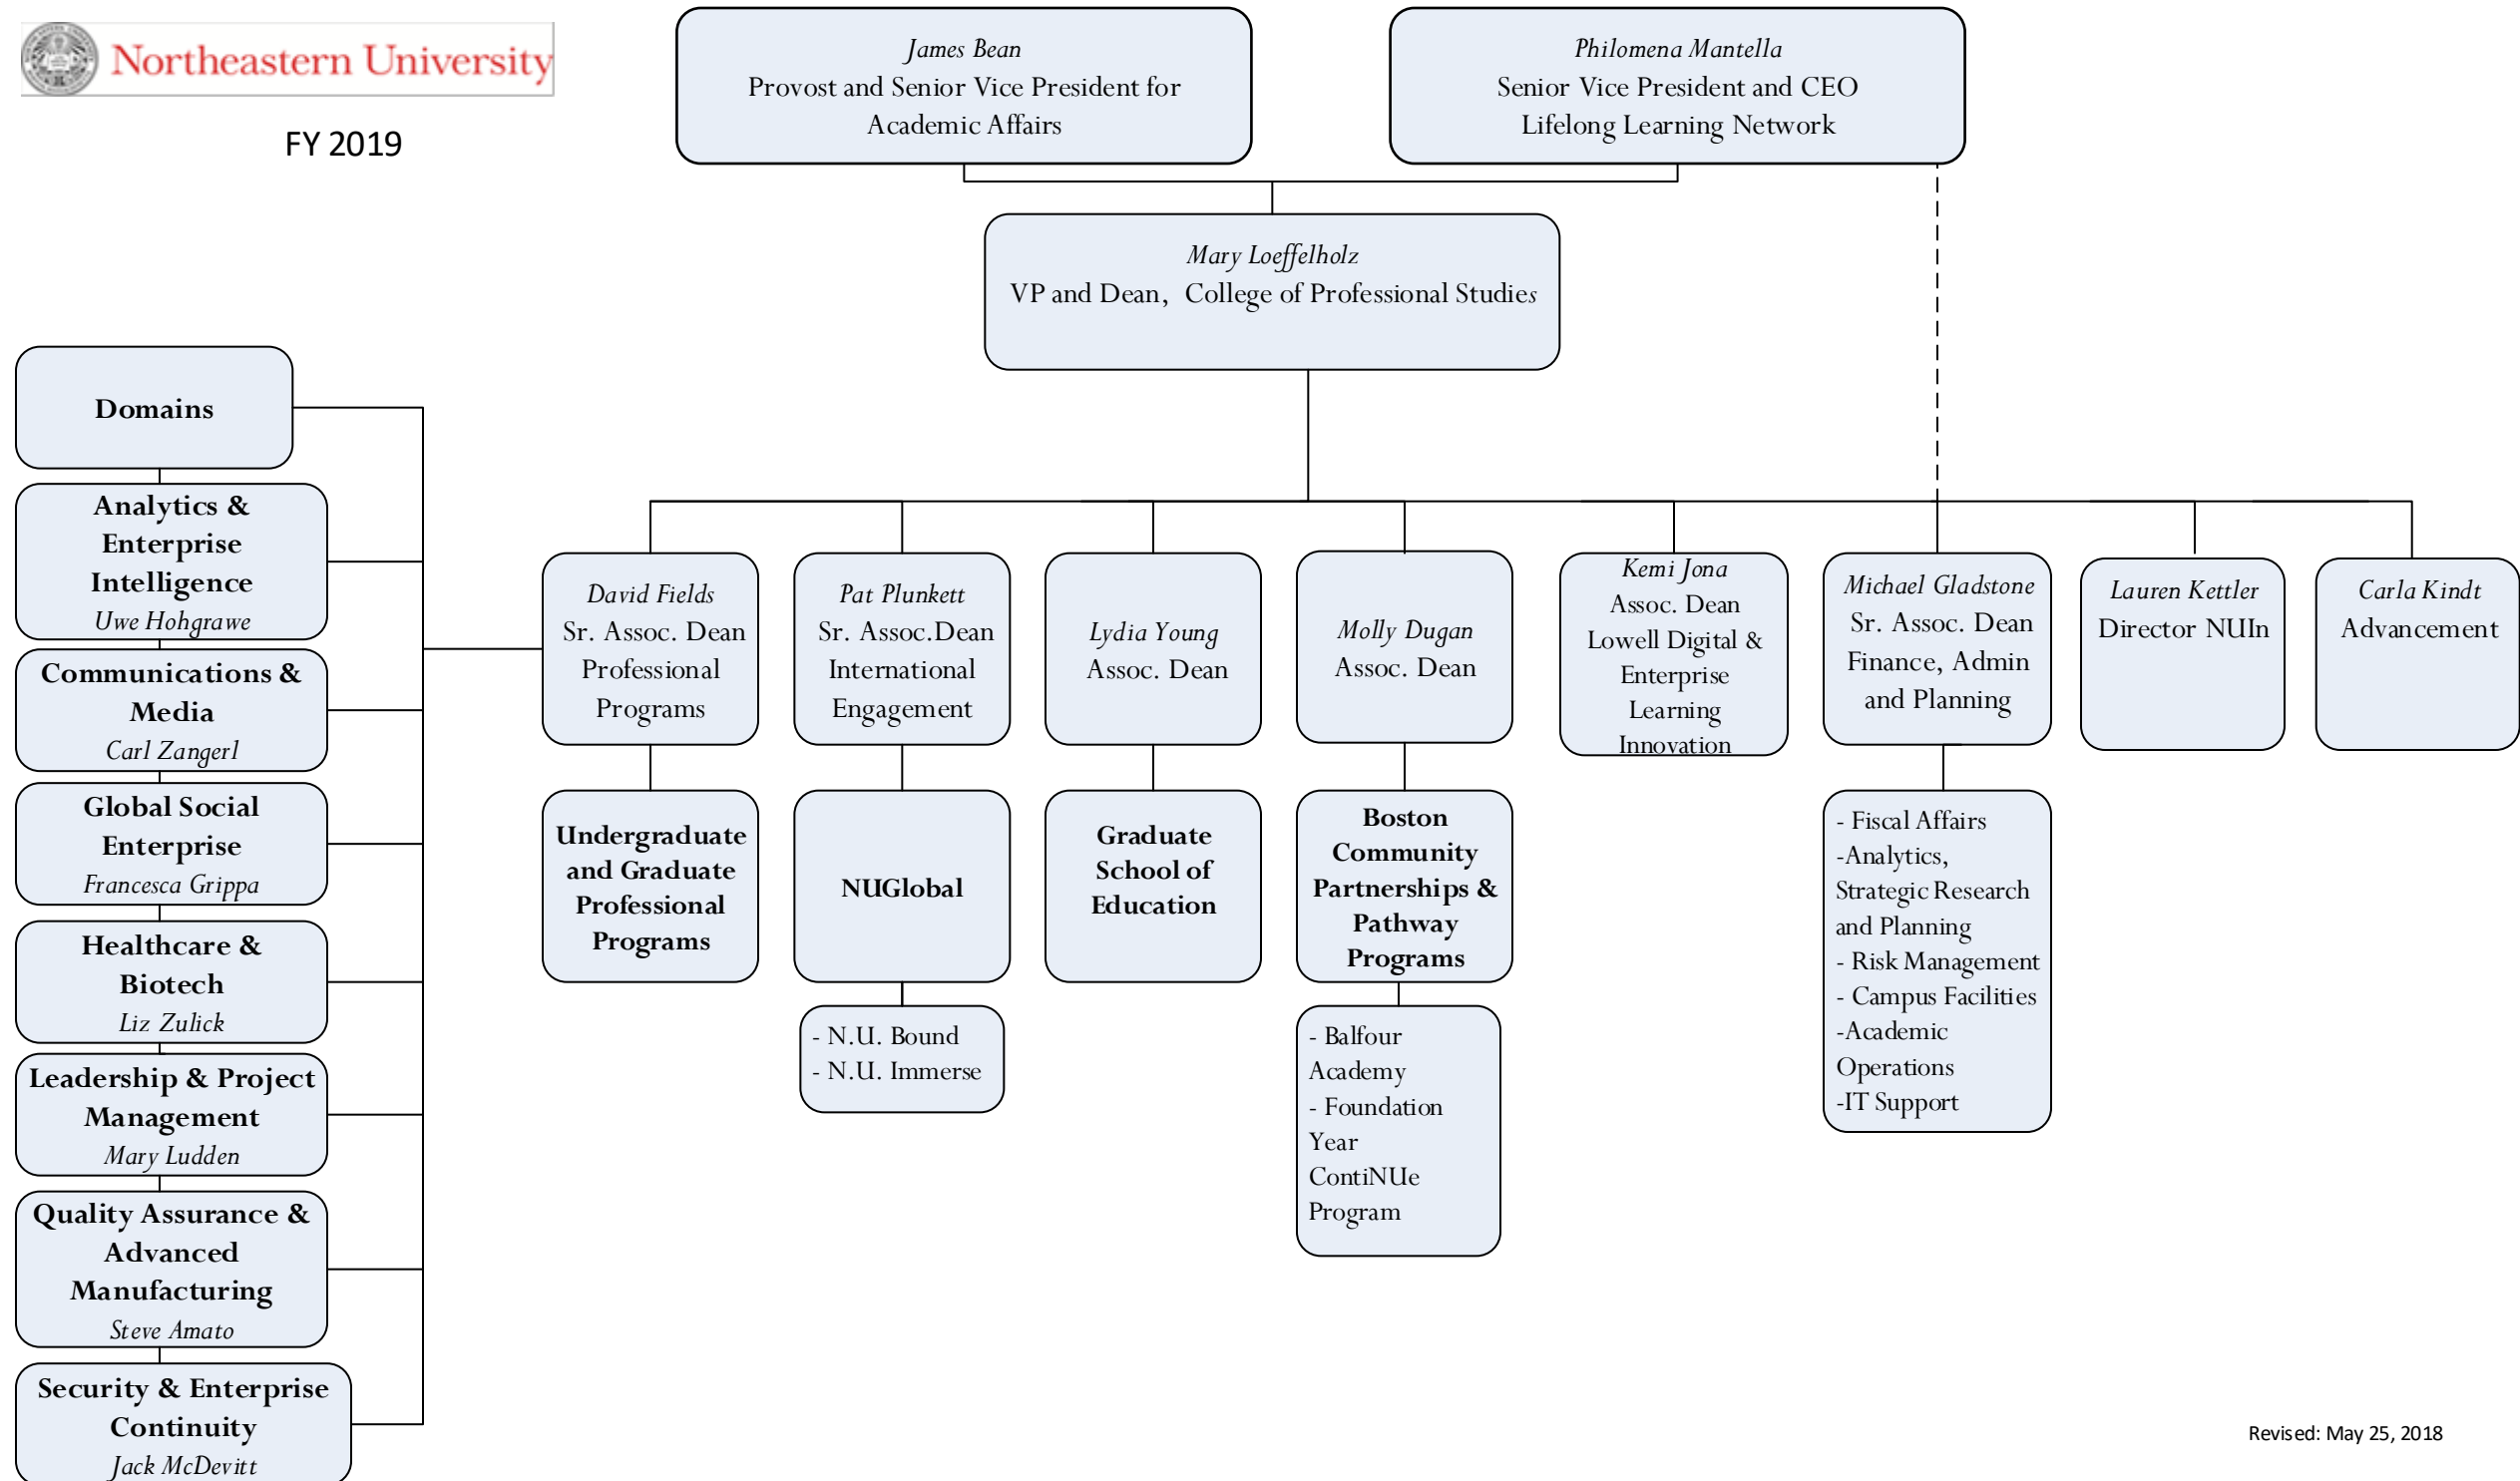 Northeastern University
FY 2019
James Bean
Provost and Senior Vice President for
Academic Affairs
Philomena Mantella
Senior Vice President and CEO
Lifelong Learning Network
Mary Loeffelholz
VP and Dean, College of Professional Studies
Domains
Analytics &
Enterprise
Intelligence
Uwe Hohgrawe
Communications &
Media
Carl Zangerl
Global Social
Enterprise
Francesca Grippa
Healthcare &
Biotech
Liz Zulick
Leadership & Project
Management
Mary Ludden
Quality Assurance &
Advanced
Manufacturing
Steve Amato
Security & Enterprise
Continuity
Jack McDevitt
David Fields
Sr. Assoc. Dean
Professional
Programs
Undergraduate
and Graduate
Professional
Programs
Pat Plunkett
Sr. Assoc.Dean
International
Engagement
NUGlobal
- N.U. Bound
- N.U. Immerse
Lydia Young
Assoc. Dean
Graduate
School of
Education
Molly Dugan
Assoc. Dean
Boston
Community
Partnerships &
Pathway
Programs
- Balfour
Academy
- Foundation
Year
ContiNUe
Program
Kemi Jona
Assoc. Dean
Lowell Digital &
Enterprise
Learning
Innovation
Michael Gladstone
Sr. Assoc. Dean
Finance, Admin
and Planning
- Fiscal Affairs
-Analytics,
Strategic Research
and Planning
- Risk Management
- Campus Facilities
-Academic
Operations
-IT Support
Lauren Kettler
Director NUIn
Carla Kindt
Advancement
Revised: May 25, 2018